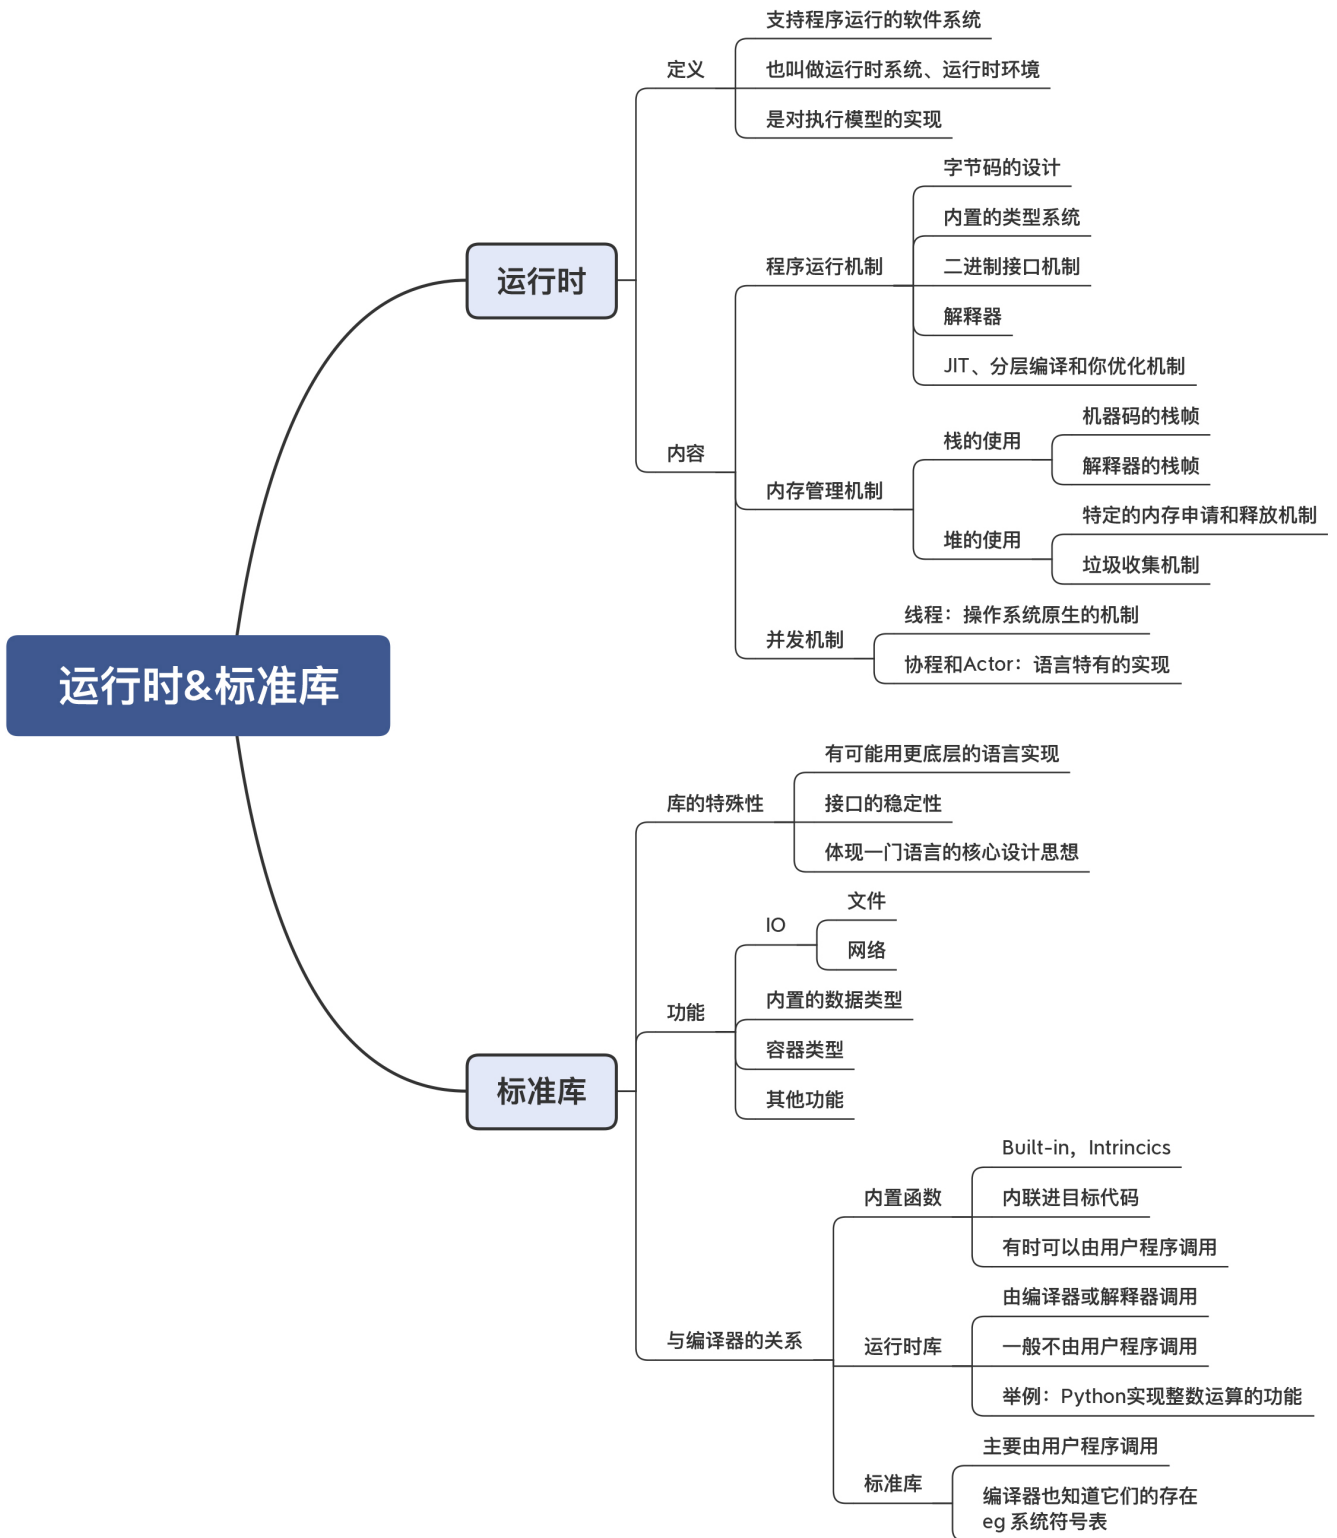 支持程序运行的软件系统
定义
也叫做运行时系统、运行时环境
是对执行模型的实现
字节码的设计
内置的类型系统
运行时
程序运行机制
二进制接口机制
解释器
JIT、分层编译和你优化机制
机器码的栈帧
栈的使用
内容
解释器的栈帧
内存管理机制
特定的内存申请和释放机制
堆的使用
垃圾收集机制
线程：操作系统原生的机制
并发机制
协程和Actor：语言特有的实现
运行时&标准库
有可能用更底层的语言实现
库的特殊性
接口的稳定性
体现一门语言的核心设计思想
文件
IO
网络
内置的数据类型
功能
容器类型
标准库
其他功能
Built-in，Intrincics
内置函数
内联进目标代码
有时可以由用户程序调用
由编译器或解释器调用
与编译器的关系
运行时库
一般不由用户程序调用
举例：Python实现整数运算的功能
主要由用户程序调用
标准库
编译器也知道它们的存在
eg 系统符号表